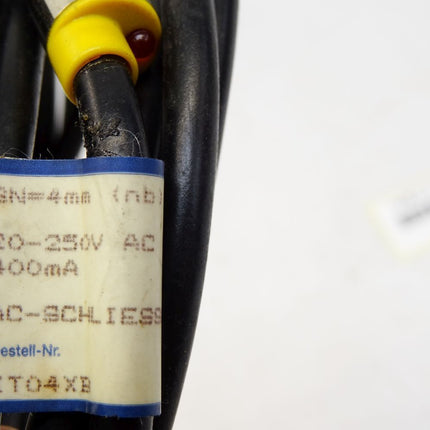 SN=4mm (nb)
20-250V AC
400mA
AC-SCHLIESS
estell-Nr.
IT04XB